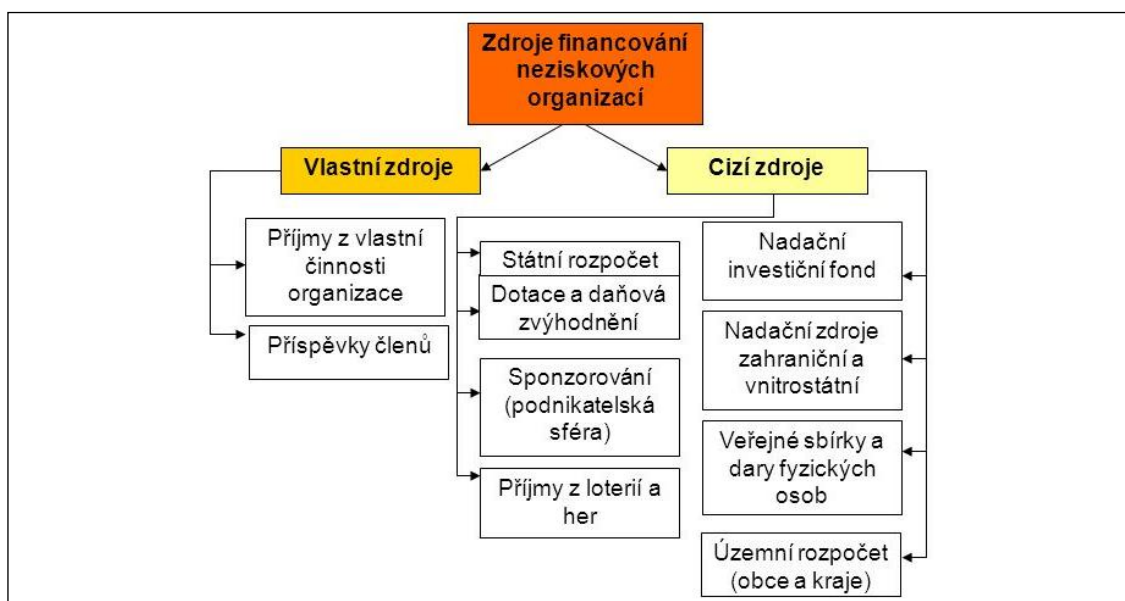 Zdroje financování
neziskových
organizací
Vlastní zdroje
Cizí zdroje
Příjmy z vlastní
činnosti
organizace
Příspěvky členů
Státní rozpočet
Dotace a daňová
zvýhodnění
Sponzorování
(podnikatelská
sféra)
Příjmy z loterií a
her
Nadační
investiční fond
Nadační zdroje
zahraniční a
vnitrostátní
Veřejné sbírky a
dary fyzických
osob
Územní rozpočet
(obce a kraje)